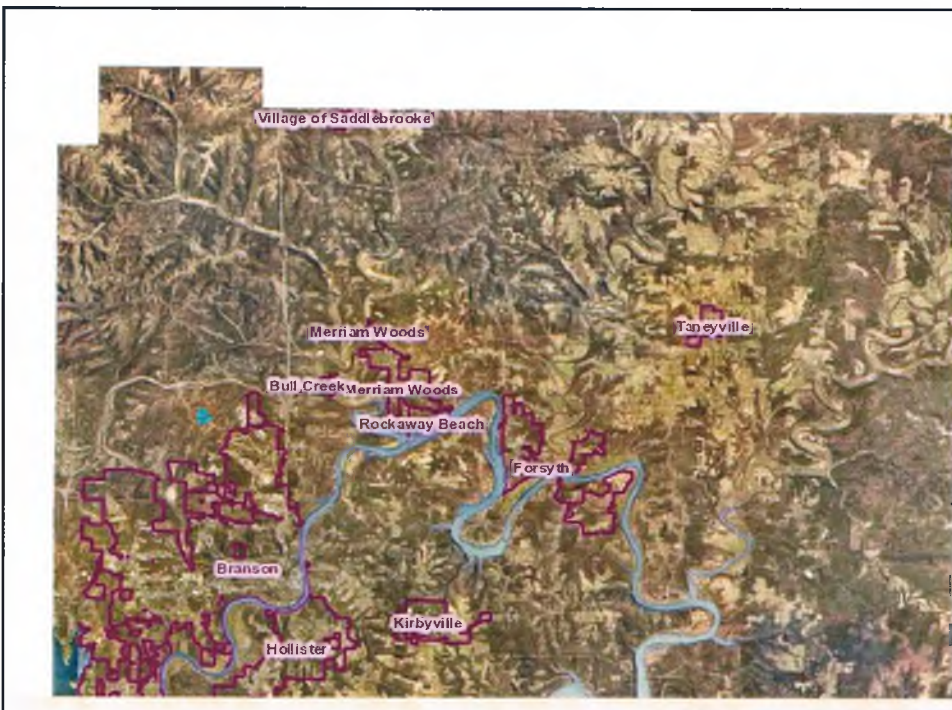 Village of Saddlebrooke
Merriam Woods
Taneyville
Bull Creek
Merriam Woods
Rockaway Beach
Forsyth
Branson
Kirbyville
Hollister